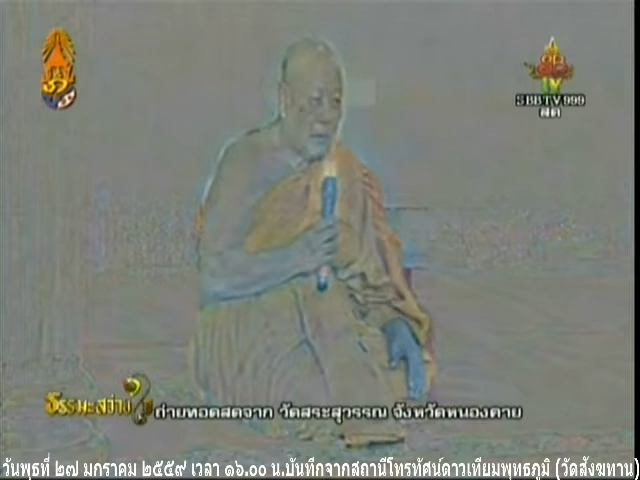 SBBTV999
สด
ธรรมะสว่างใจ
ถ่ายทอดสดจาก วัดสระสุวรรณ จังหวัดหนองคาย
วันพุธที่ ๒๗ มกราคม ๒๕๕๙ เวลา ๑๖.๐๐ น.บันทึกจากสถานีโทรทัศน์ดาวเทียมพุทธภูมิ (วัดสังฆทาน)